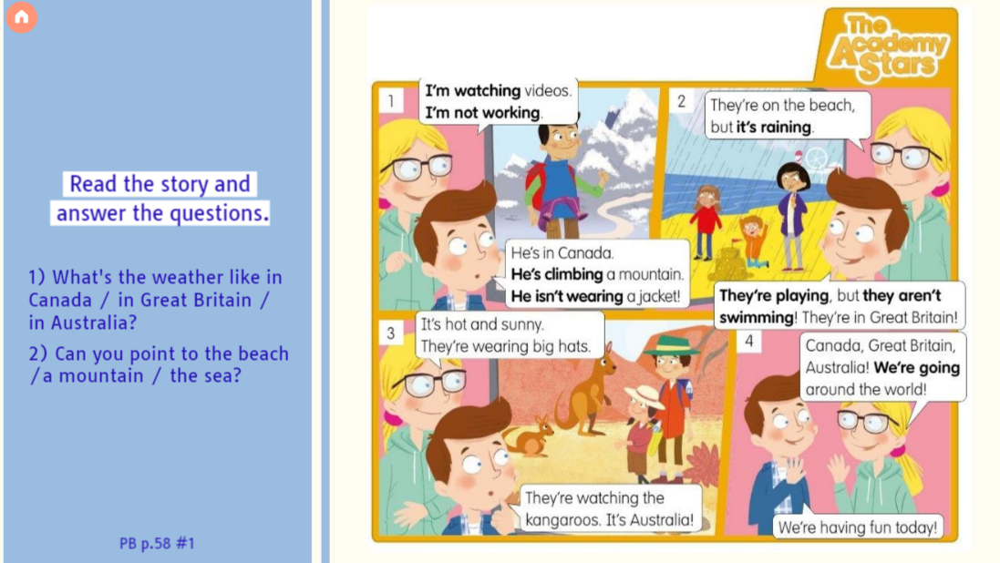 Read the story and
answer the questions.
1) What's the weather like in
Canada / in Great Britain /
in Australia?
2) Can you point to the beach
/a mountain / the sea?
PB p.58 #1
The
Academy
Stars
1
I'm watching videos.
I'm not working.
He's in Canada.
He's climbing a mountain.
He isn't wearing a jacket!
2
They're on the beach,
but it's raining.
They're playing, but they aren't
swimming! They're in Great Britain!
3
It's hot and sunny.
They're wearing big hats.
They're watching the
kangaroos. It's Australia!
4
Canada, Great Britain,
Australia! We're going
around the world!
We're having fun today!